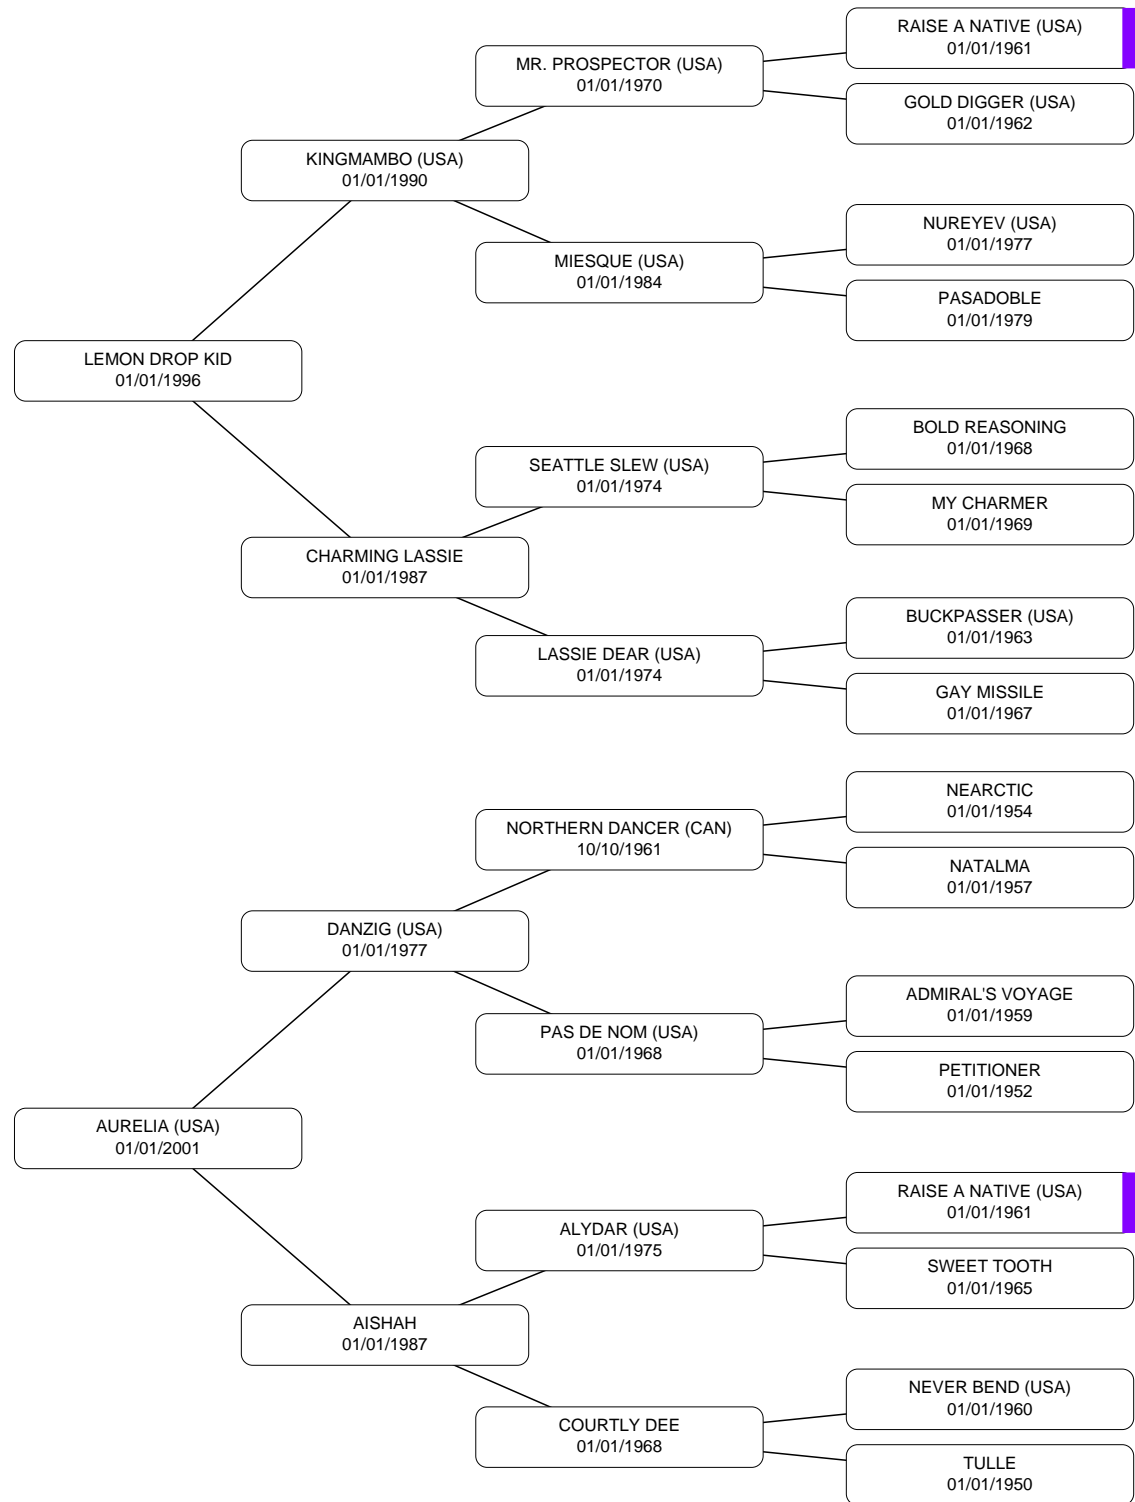 RAISE A NATIVE (USA)
01/01/1961
MR. PROSPECTOR (USA)
01/01/1970
GOLD DIGGER (USA)
01/01/1962
KINGMAMBO (USA)
01/01/1990
NUREYEV (USA)
01/01/1977
MIESQUE (USA)
01/01/1984
PASADOBLE
01/01/1979
LEMON DROP KID
01/01/1996
BOLD REASONING
01/01/1968
SEATTLE SLEW (USA)
01/01/1974
MY CHARMER
01/01/1969
CHARMING LASSIE
01/01/1987
BUCKPASSER (USA)
01/01/1963
LASSIE DEAR (USA)
01/01/1974
GAY MISSILE
01/01/1967
NEARCTIC
01/01/1954
NORTHERN DANCER (CAN)
10/10/1961
NATALMA
01/01/1957
DANZIG (USA)
01/01/1977
ADMIRAL'S VOYAGE
01/01/1959
PAS DE NOM (USA)
01/01/1968
PETITIONER
01/01/1952
AURELIA (USA)
01/01/2001
RAISE A NATIVE (USA)
01/01/1961
ALYDAR (USA)
01/01/1975
SWEET TOOTH
01/01/1965
AISHAH
01/01/1987
NEVER BEND (USA)
01/01/1960
COURTLY DEE
01/01/1968
TULLE
01/01/1950